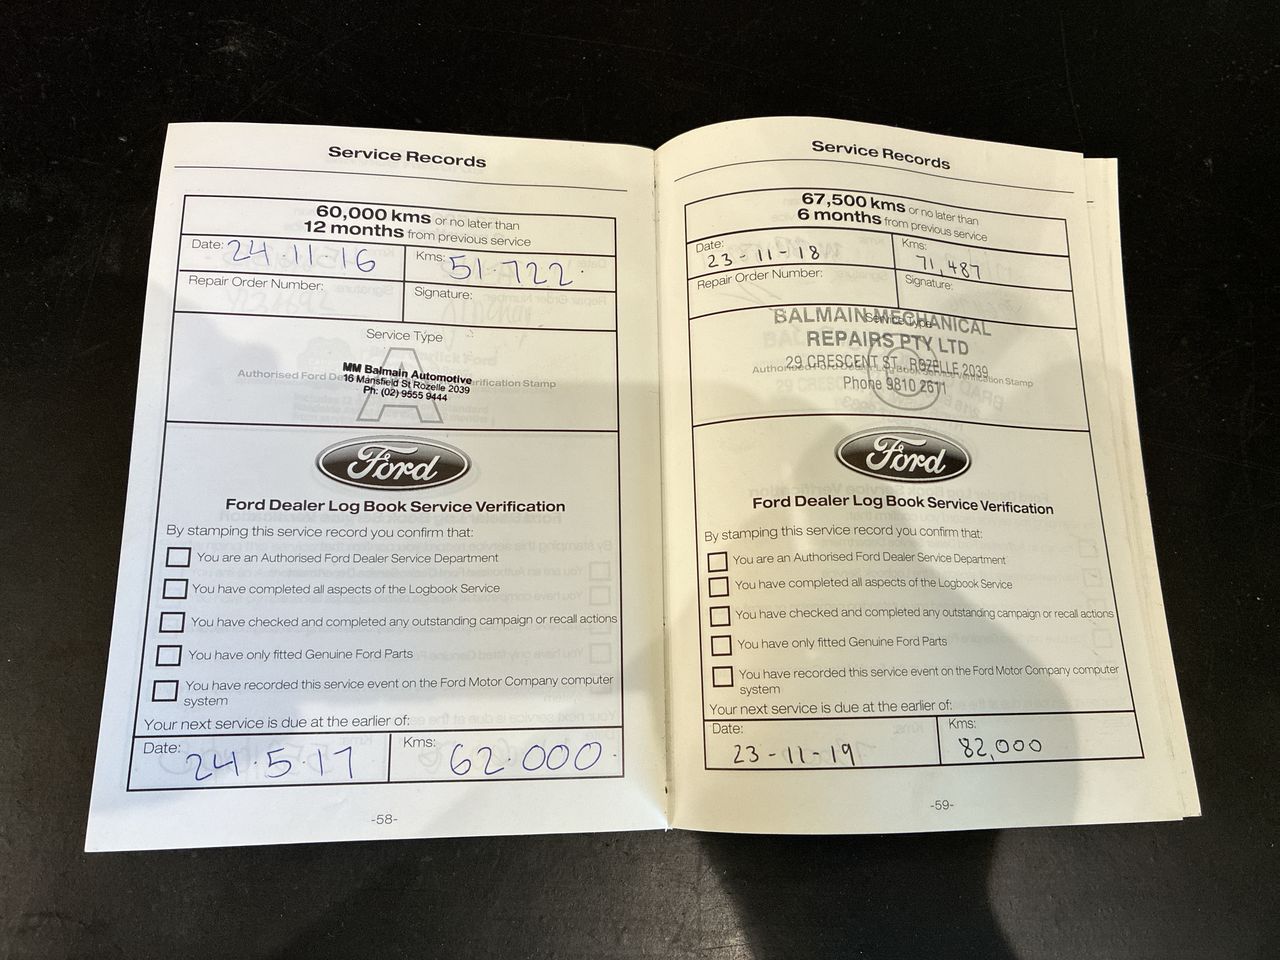 Service Records
60,000 kms or no later than
12 months from previous service
Date: 24.11.16 Kms: 51.722.
Repair Order Number: Signature:
Service Type
A
Authorised Ford De erification Stamp
MM Balmain Automotive
16 Mansfield St Rozelle 2039
Ph: (02) 9555 9444
Ford
Ford Dealer Log Book Service Verification
By stamping this service record you confirm that:
You are an Authorised Ford Dealer Service Department
You have completed all aspects of the Logbook Service
You have checked and completed any outstanding campaign or recall actions
You have only fitted Genuine Ford Parts
You have recorded this service event on the Ford Motor Company computer
system
Your next service is due at the earlier of:
Date: 24.5.17 Kms: 62.000.
-58-
Service Records
67,500 kms or no later than
6 months from previous service
Date: 23-11-18 Kms: 71,487
Repair Order Number: Signature:
Service Type
BALMAIN MECHANICAL
REPAIRS PTY LTD
29 CRESCENT ST, ROZELLE 2039
Phone 9810 2611
Ford
Ford Dealer Log Book Service Verification
By stamping this service record you confirm that:
You are an Authorised Ford Dealer Service Department
You have completed all aspects of the Logbook Service
You have checked and completed any outstanding campaign or recall actions
You have only fitted Genuine Ford Parts
You have recorded this service event on the Ford Motor Company computer
system
Your next service is due at the earlier of:
Date: 23-11-19 Kms: 82,000
-59-